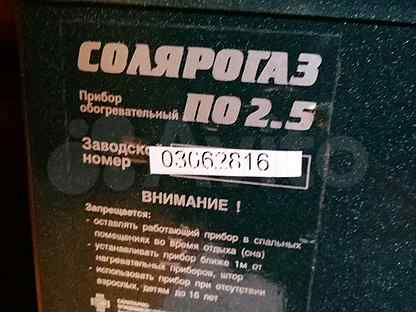 СОЛЯРОГАЗ
Прибор
обогревательный ПО 2.5
Заводской
номер 03062816
ВНИМАНИЕ !
Запрещается:
- оставлять работающий прибор в спальных
помещениях во время отдыха (сна)
- устанавливать прибор ближе 1м от
нагревательных приборов, штор
- использовать прибор при отсутствии
взрослых, детям до 16 лет